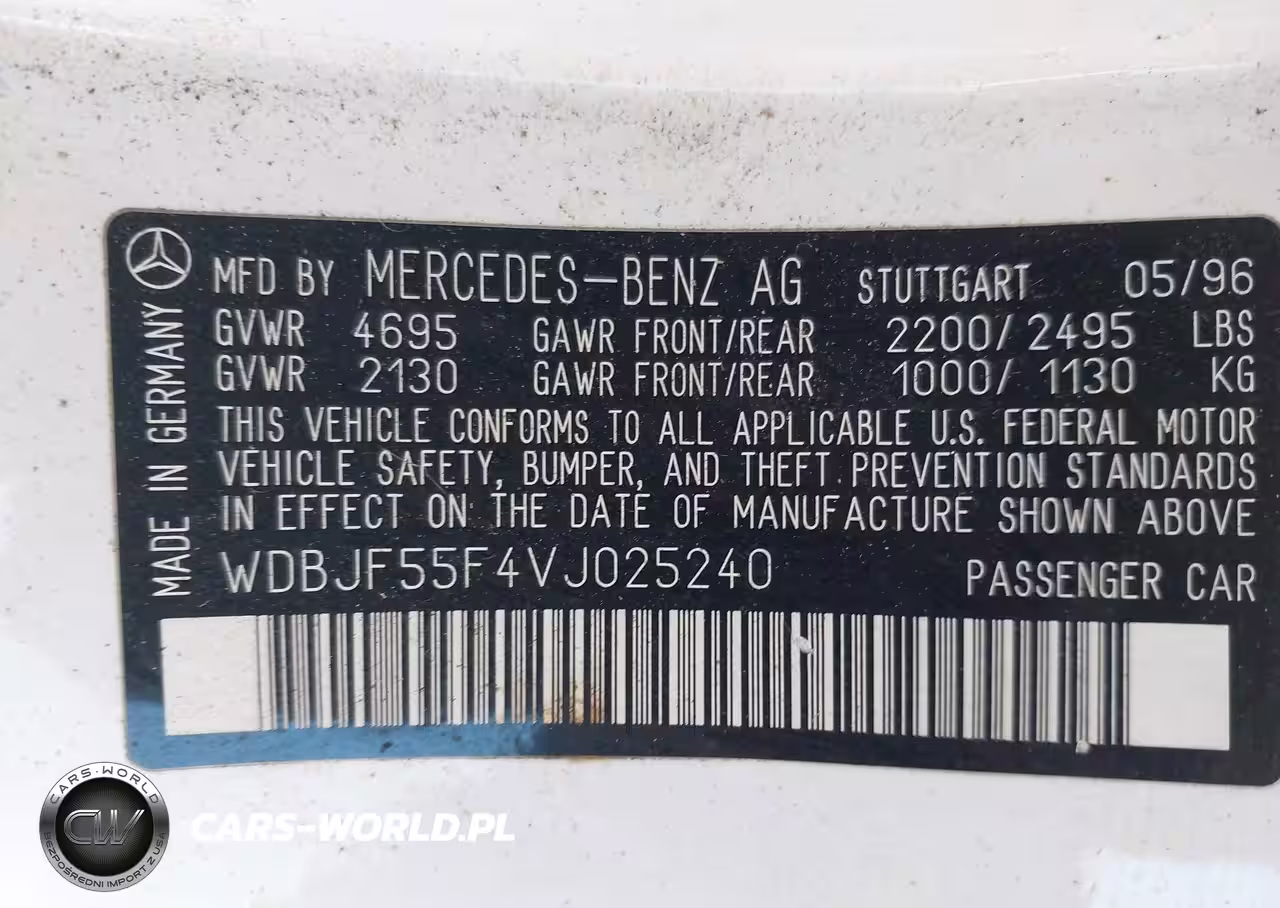 MFD BY MERCEDES-BENZ AG STUTTGART 05/96
GVWR 4695 GAWR FRONT/REAR 2200/ 2495 LBS
GVWR 2130 GAWR FRONT/REAR 1000/ 1130 KG
THIS VEHICLE CONFORMS TO ALL APPLICABLE U.S. FEDERAL MOTOR
VEHICLE SAFETY, BUMPER, AND THEFT PREVENTION STANDARDS
IN EFFECT ON THE DATE OF MANUFACTURE SHOWN ABOVE
WDBJF55F4VJ025240 PASSENGER CAR
MADE IN GERMANY
CARS-WORLD
CW
BEZPOŚREDNI IMPORT Z USA
CARS-WORLD.PL